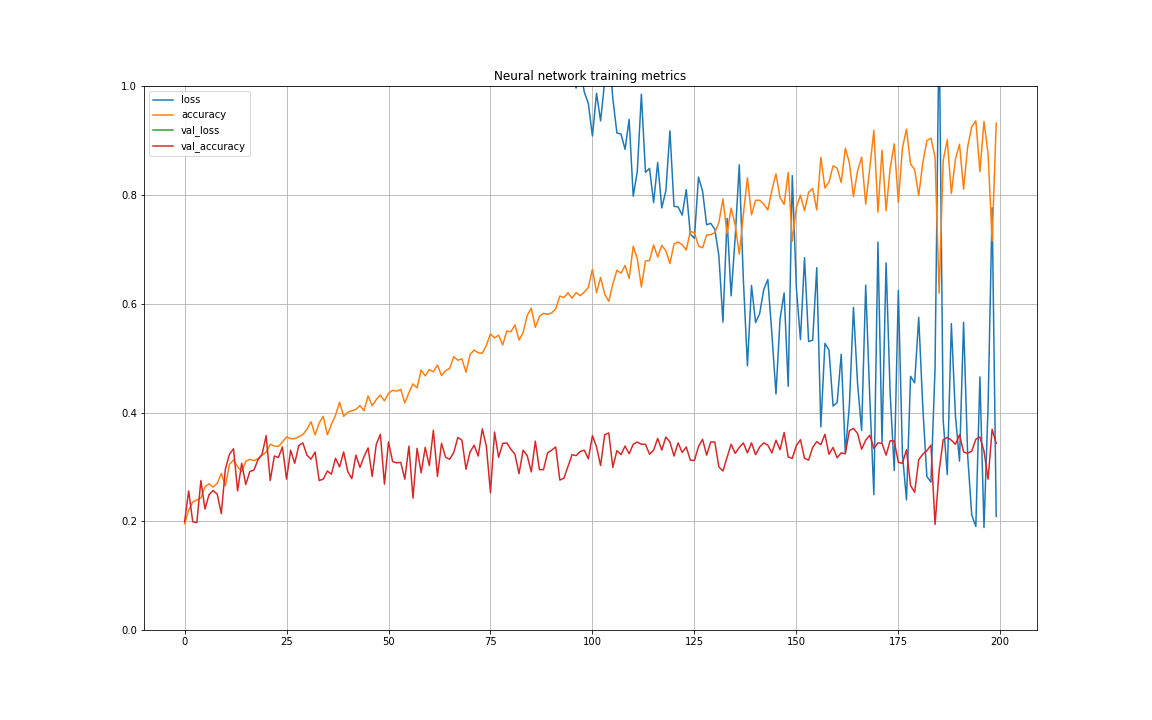 Neural network training metrics
loss
accuracy
val_loss
val_accuracy
1.0
0.8
0.6
0.4
0.2
0.0
0 25 50 75 100 125 150 175 200